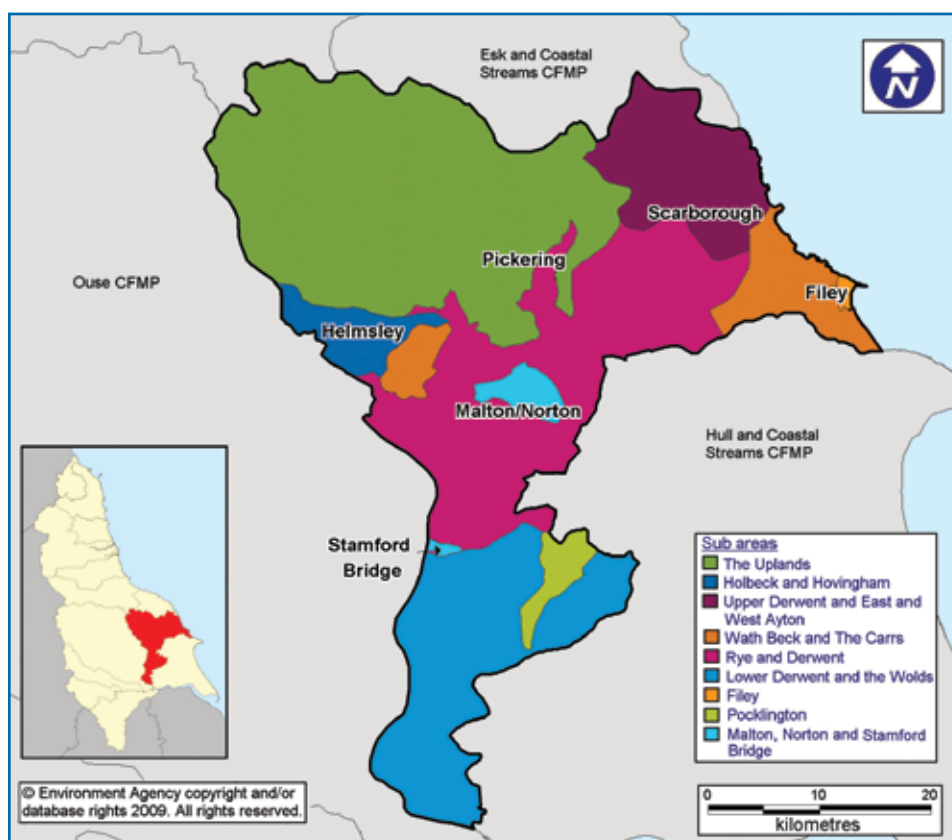 Esk and Coastal
Streams CFMP
N
Scarborough
Pickering
Ouse CFMP
Filey
Helmsley
Malton/Norton
Hull and Coastal
Streams CFMP
Stamford
Bridge
Sub areas
The Uplands
Holbeck and Hovingham
Upper Derwent and East and
West Ayton
Wath Beck and The Carrs
Rye and Derwent
Lower Derwent and the Wolds
Filey
Pocklington
Malton, Norton and Stamford
Bridge
© Environment Agency copyright and/or
database rights 2009. All rights reserved.
0 10 20
kilometres